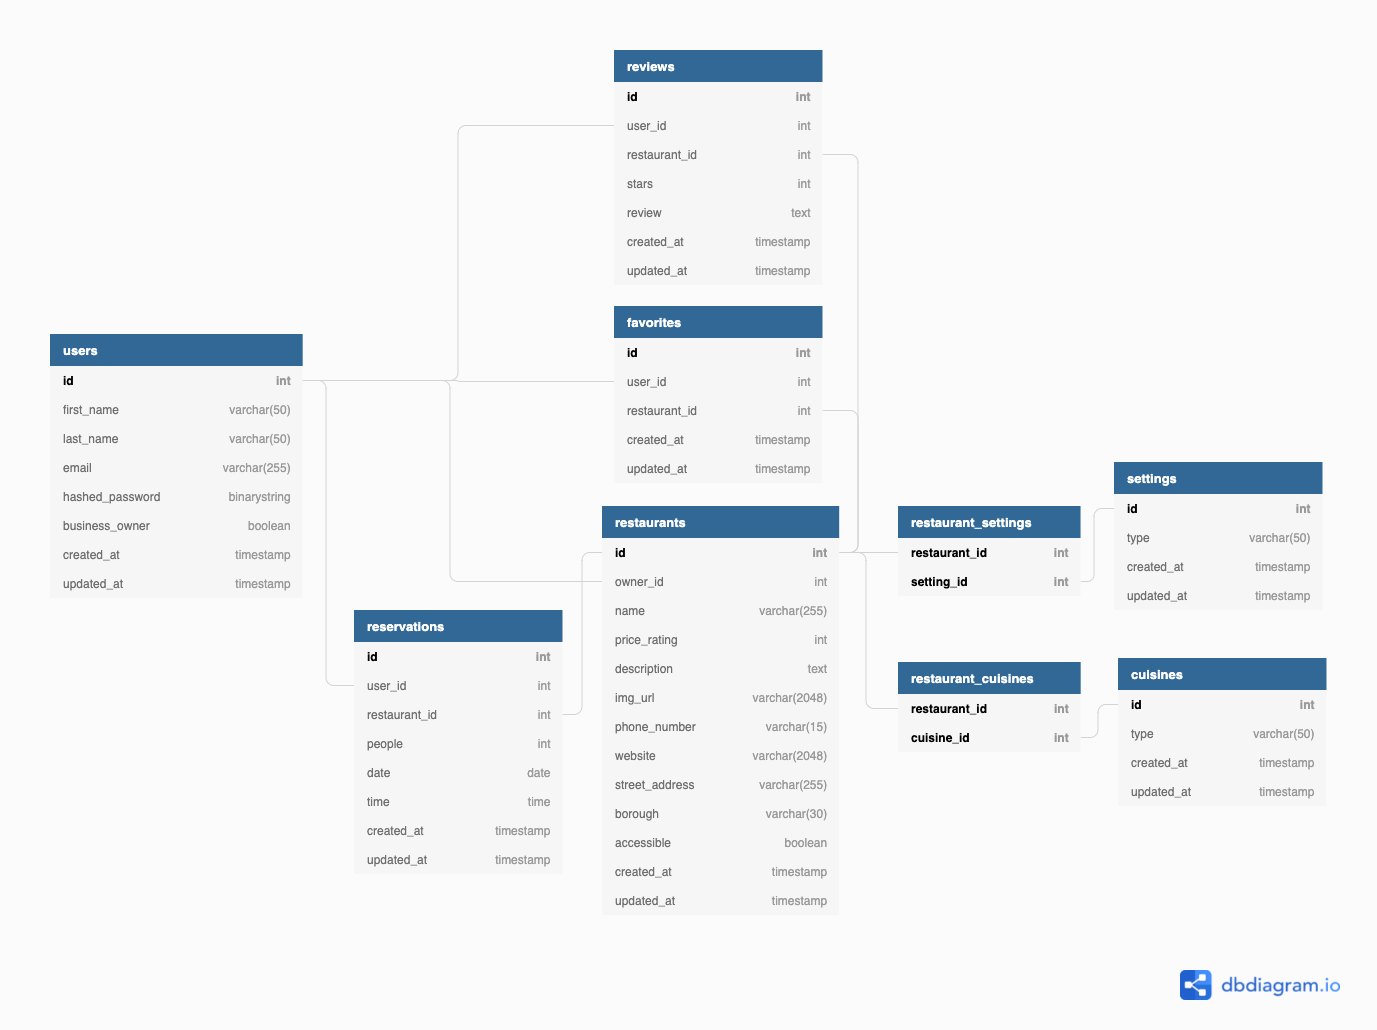 reviews
id int
user_id int
restaurant_id int
stars int
review text
created_at timestamp
updated_at timestamp
favorites
id int
user_id int
restaurant_id int
created_at timestamp
updated_at timestamp
users
id int
first_name varchar(50)
last_name varchar(50)
email varchar(255)
hashed_password binarystring
business_owner boolean
created_at timestamp
updated_at timestamp
reservations
id int
user_id int
restaurant_id int
people int
date date
time time
created_at timestamp
updated_at timestamp
restaurants
id int
owner_id int
name varchar(255)
price_rating int
description text
img_url varchar(2048)
phone_number varchar(15)
website varchar(2048)
street_address varchar(255)
borough varchar(30)
accessible boolean
created_at timestamp
updated_at timestamp
restaurant_settings
restaurant_id int
setting_id int
settings
id int
type varchar(50)
created_at timestamp
updated_at timestamp
restaurant_cuisines
restaurant_id int
cuisine_id int
cuisines
id int
type varchar(50)
created_at timestamp
updated_at timestamp
dbdiagram.io